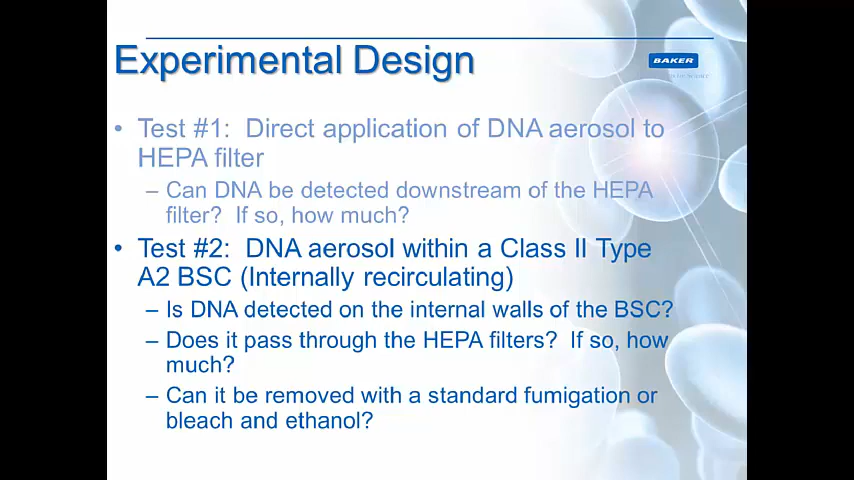 Experimental Design
BAKER
• Test #1: Direct application of DNA aerosol to
HEPA filter
– Can DNA be detected downstream of the HEPA
filter? If so, how much?
• Test #2: DNA aerosol within a Class II Type
A2 BSC (Internally recirculating)
– Is DNA detected on the internal walls of the BSC?
– Does it pass through the HEPA filters? If so, how
much?
– Can it be removed with a standard fumigation or
bleach and ethanol?